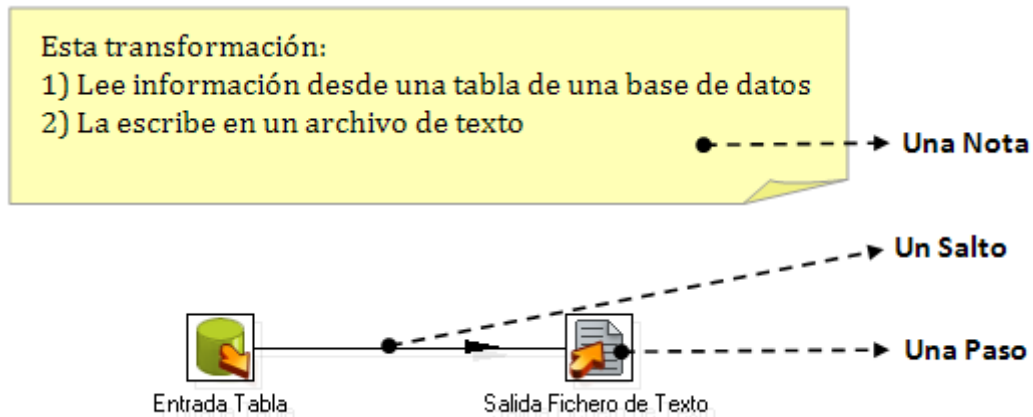 Esta transformación:
1) Lee información desde una tabla de una base de datos
2) La escribe en un archivo de texto
Una Nota
Un Salto
Una Paso
Entrada Tabla
Salida Fichero de Texto